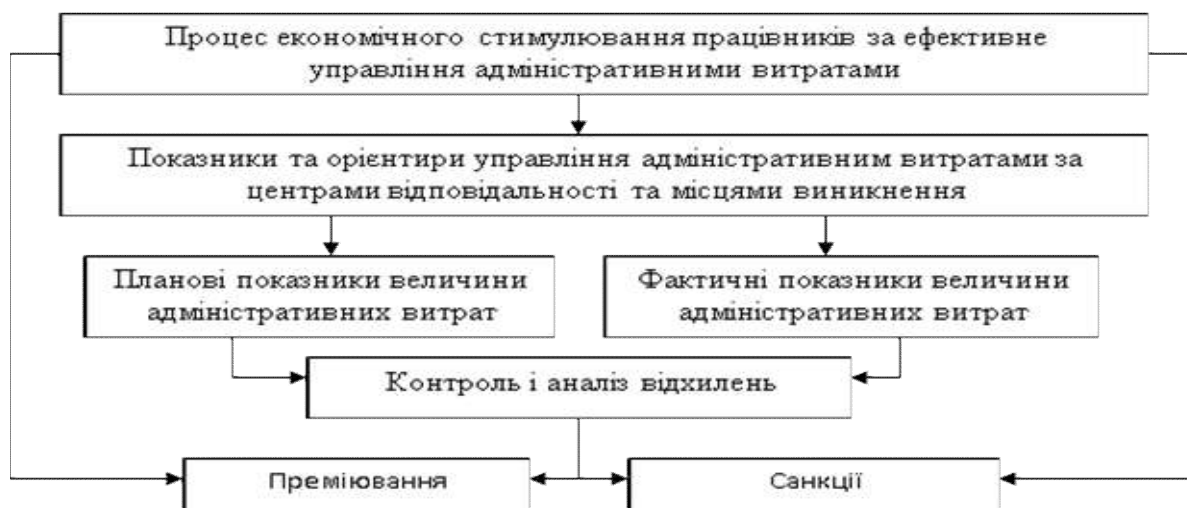 Процес економічного стимулювання працівників за ефективне
управління адміністративними витратами
Показники та орієнтири управління адміністративним витратами за
центрами відповідальності та місцями виникнення
Планові показники величини
адміністративних витрат
Фактичні показники величини
адміністративних витрат
Контроль і аналіз відхилень
Преміювання
Санкції